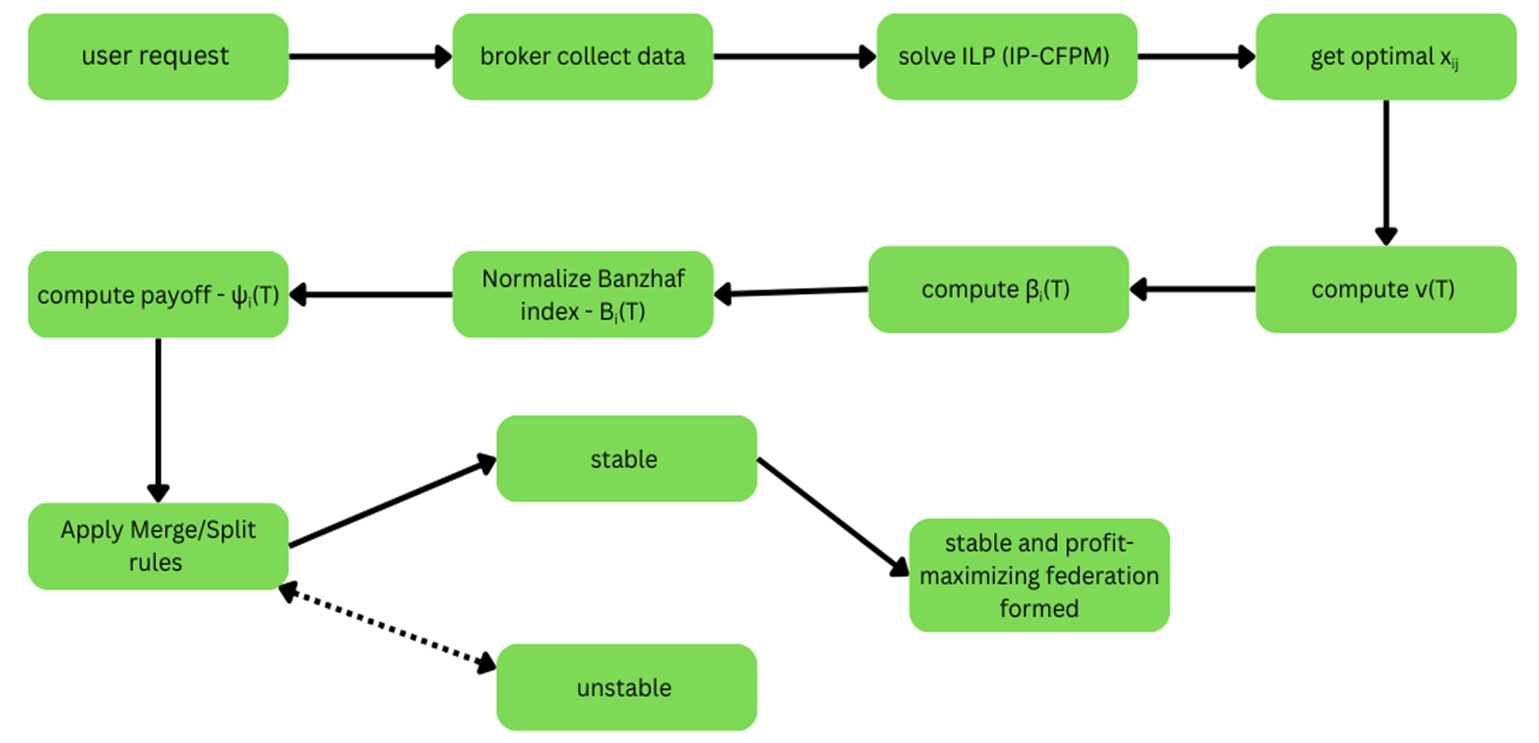 user request
broker collect data
solve ILP (IP-CFPM)
get optimal xᵢⱼ
compute payoff - ψᵢ(T)
Normalize Banzhaf
index - Bᵢ(T)
compute βᵢ(T)
compute v(T)
stable
Apply Merge/Split
rules
stable and profit-
maximizing federation
formed
unstable